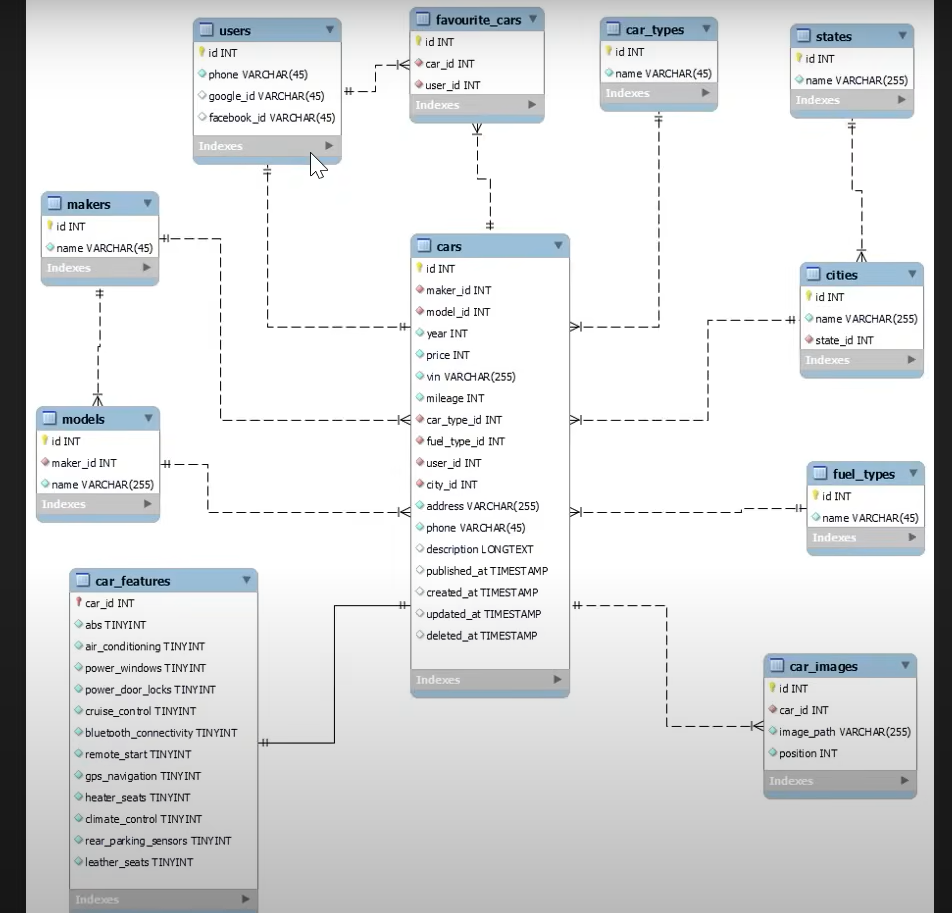 users
id INT
phone VARCHAR(45)
google_id VARCHAR(45)
facebook_id VARCHAR(45)
Indexes
favourite_cars
id INT
car_id INT
user_id INT
Indexes
car_types
id INT
name VARCHAR(45)
Indexes
states
id INT
name VARCHAR(255)
Indexes
makers
id INT
name VARCHAR(45)
Indexes
cars
id INT
maker_id INT
model_id INT
year INT
price INT
vin VARCHAR(255)
mileage INT
car_type_id INT
fuel_type_id INT
user_id INT
city_id INT
address VARCHAR(255)
phone VARCHAR(45)
description LONGTEXT
published_at TIMESTAMP
created_at TIMESTAMP
updated_at TIMESTAMP
deleted_at TIMESTAMP
Indexes
cities
id INT
name VARCHAR(255)
state_id INT
Indexes
models
id INT
maker_id INT
name VARCHAR(255)
Indexes
fuel_types
id INT
name VARCHAR(45)
Indexes
car_features
car_id INT
abs TINYINT
air_conditioning TINYINT
power_windows TINYINT
power_door_locks TINYINT
cruise_control TINYINT
bluetooth_connectivity TINYINT
remote_start TINYINT
gps_navigation TINYINT
heater_seats TINYINT
climate_control TINYINT
rear_parking_sensors TINYINT
leather_seats TINYINT
Indexes
car_images
id INT
car_id INT
image_path VARCHAR(255)
position INT
Indexes